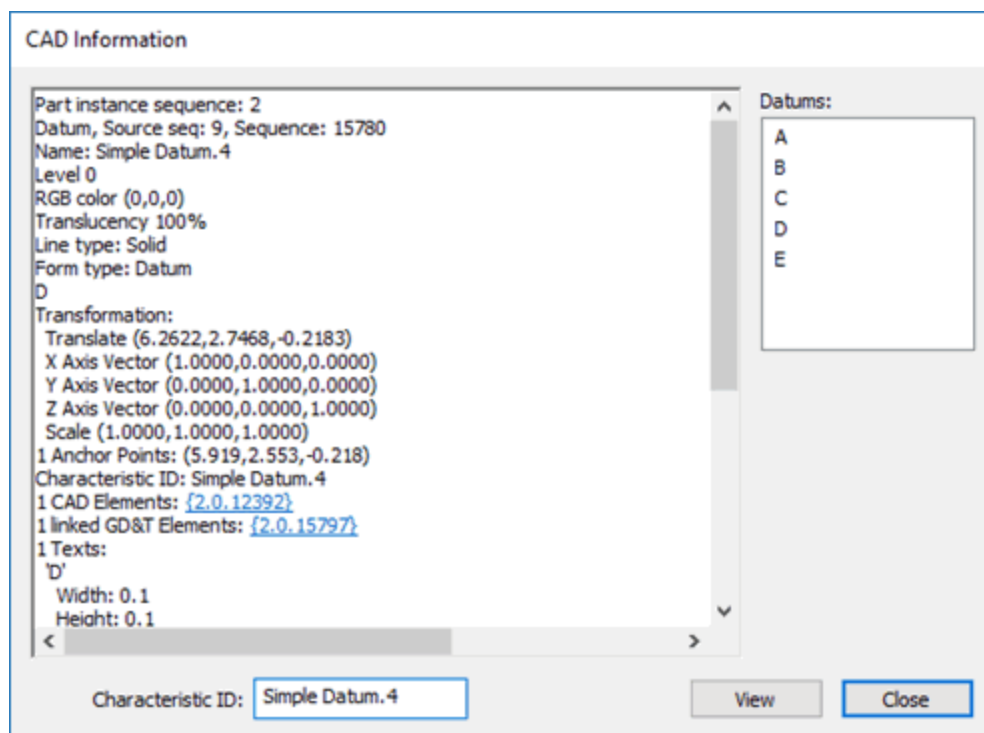 CAD Information
Part instance sequence: 2
Datum, Source seq: 9, Sequence: 15780
Name: Simple Datum.4
Level 0
RGB color (0,0,0)
Translucency 100%
Line type: Solid
Form type: Datum
D
Transformation:
Translate (6.2622,2.7468,-0.2183)
X Axis Vector (1.0000,0.0000,0.0000)
Y Axis Vector (0.0000,1.0000,0.0000)
Z Axis Vector (0.0000,0.0000,1.0000)
Scale (1.0000,1.0000,1.0000)
1 Anchor Points: (5.919,2.553,-0.218)
Characteristic ID: Simple Datum.4
1 CAD Elements: {2.0.12392}
1 linked GD&T Elements: {2.0.15797}
1 Texts:
'D'
Width: 0.1
Height: 0.1
Datums:
A
B
C
D
E
Characteristic ID: Simple Datum.4
View
Close